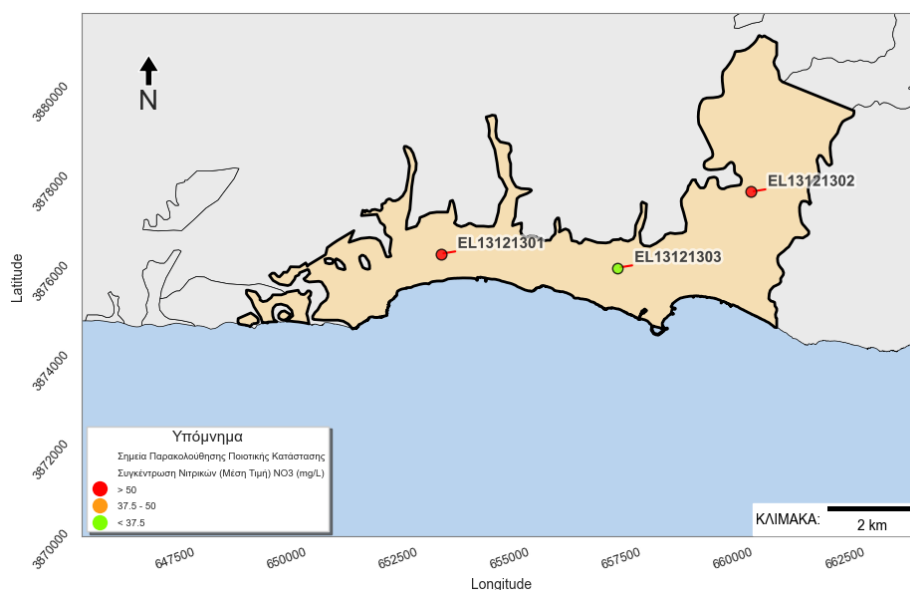 N
EL13121302
EL13121301
EL13121303
Latitude
3880000
3878000
3876000
3874000
3872000
3870000
Υπόμνημα
Σημεία Παρακολούθησης Ποιοτικής Κατάστασης
Συγκέντρωση Νιτρικών (Μέση Τιμή) NO3 (mg/L)
> 50
37.5 - 50
< 37.5
ΚΛΙΜΑΚΑ:
2 km
647500
650000
652500
655000
657500
660000
662500
Longitude